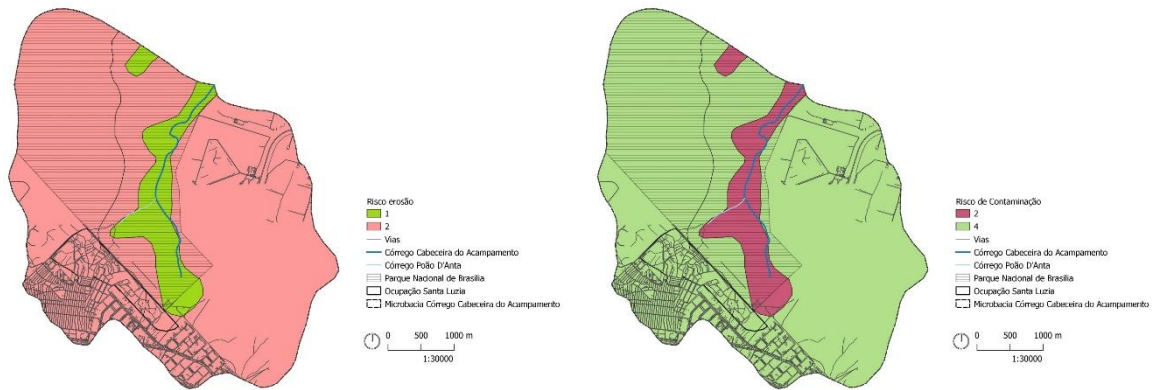 Risco erosão
1
2
Vias
Córrego Cabeceira do Acampamento
Córrego Poão D'Anta
Parque Nacional de Brasília
Ocupação Santa Luzia
Microbacia Córrego Cabeceira do Acampamento
0 500 1000 m
1:30000
Risco de Contaminação
2
4
Vias
Córrego Cabeceira do Acampamento
Córrego Poão D'Anta
Parque Nacional de Brasília
Ocupação Santa Luzia
Microbacia Córrego Cabeceira do Acampamento
0 500 1000 m
1:30000